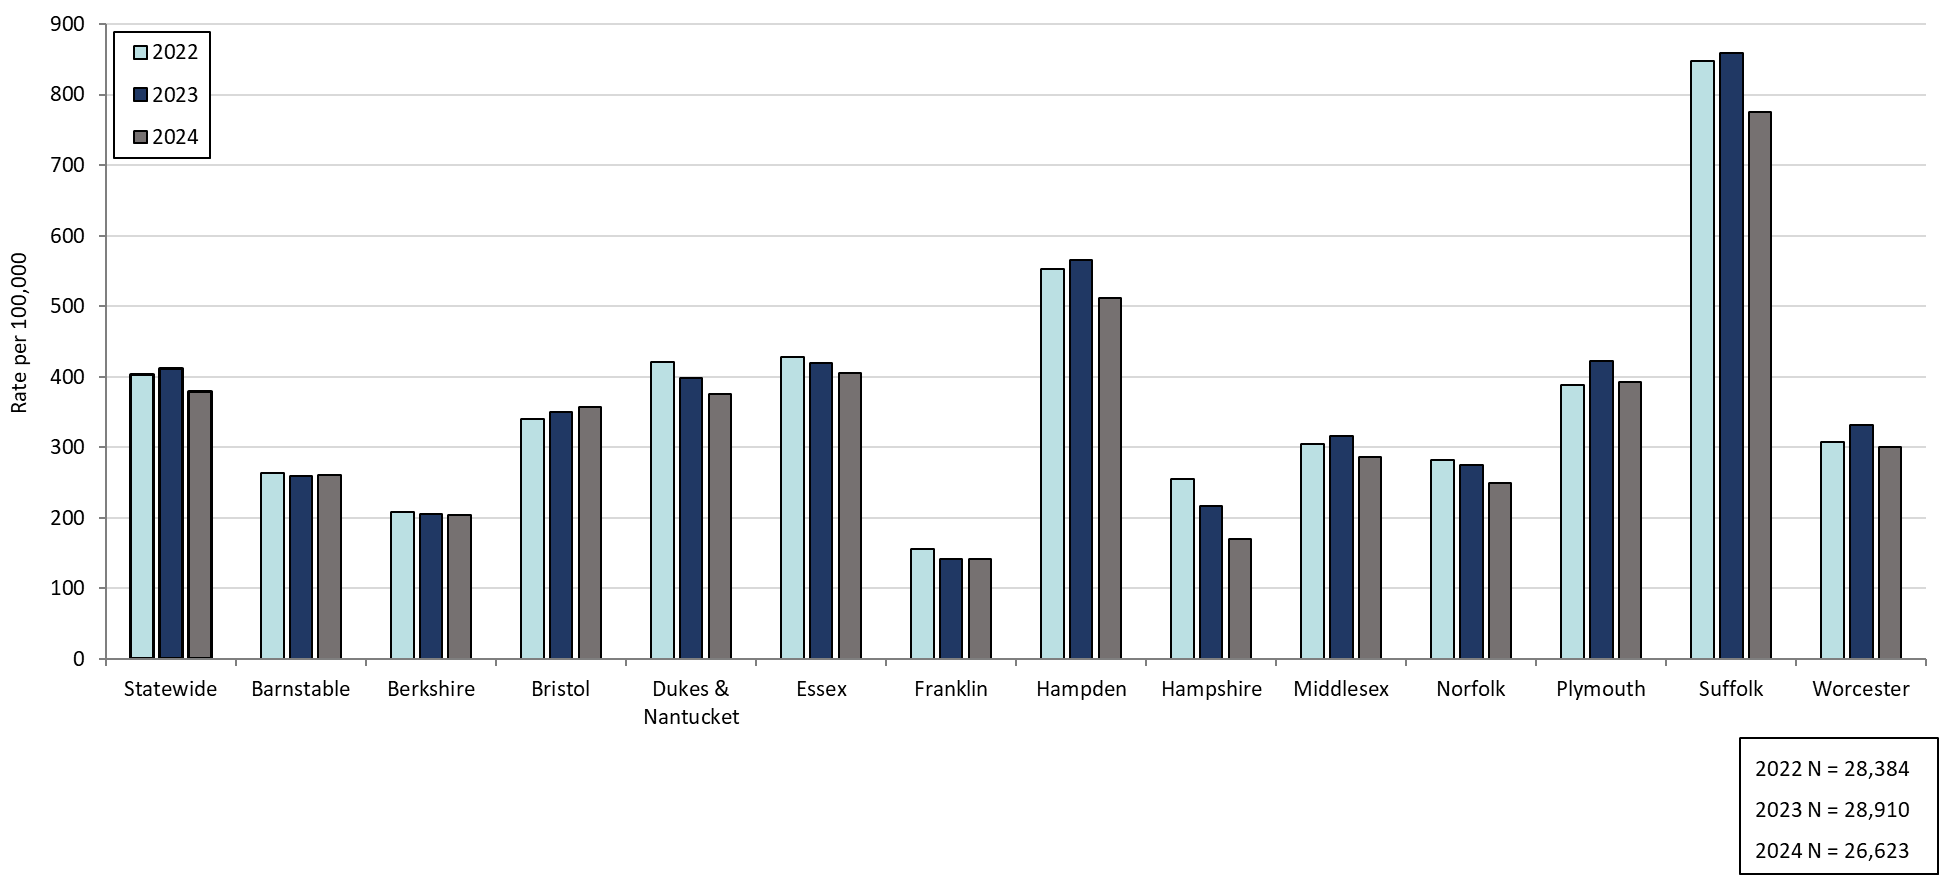 900
800
700
600
500
400
300
200
100
0
Rate per 100,000
2022
2023
2024
Statewide
Barnstable
Berkshire
Bristol
Dukes &
Nantucket
Essex
Franklin
Hampden
Hampshire
Middlesex
Norfolk
Plymouth
Suffolk
Worcester
2022 N = 28,384
2023 N = 28,910
2024 N = 26,623